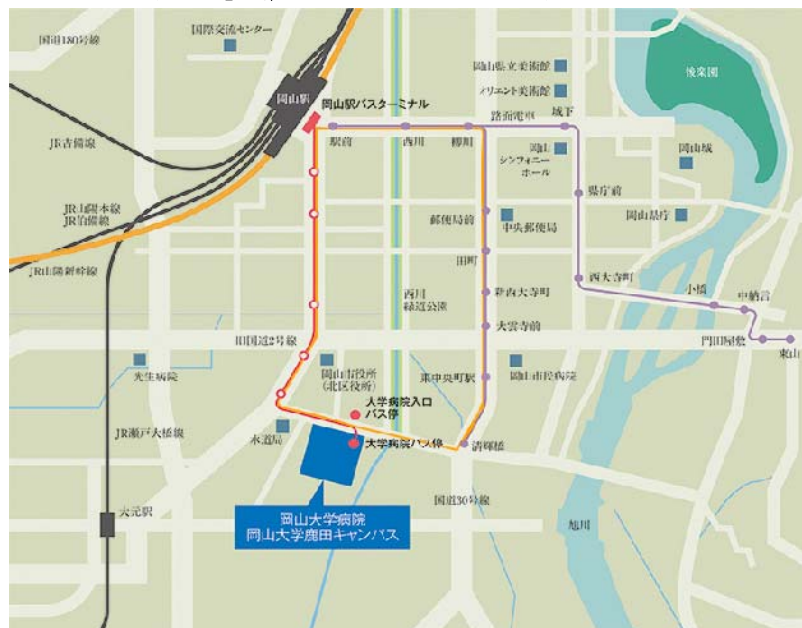 国道180号線
国際交流センター
岡山駅
岡山駅バスターミナル
岡山県立美術館
オリエント美術館
後楽園
路面電車
城下
駅前
西川
柳川
岡山
シンフォニー
ホール
岡山城
JR吉備線
県庁前
JR山陽本線
JR伯備線
郵便局前
中央郵便局
岡山県庁
田町
JR山陽新幹線
西川
緑道公園
新西大寺町
西大寺町
小橋
中納言
旧国道2号線
大雲寺前
門田屋敷
東山
光生病院
岡山市役所
(北区役所)
東中央町駅
岡山市民病院
大学病院入口
バス停
JR瀬戸大橋線
水道局
大学病院バス停
清輝橋
大元駅
国道30号線
岡山大学病院
岡山大学鹿田キャンパス
旭川